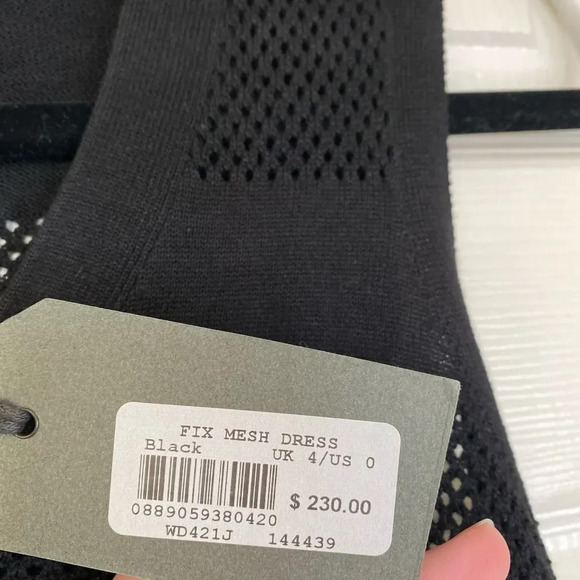 FIX MESH DRESS
Black UK 4/US 0
$ 230.00
0889059380420
WD421J 144439